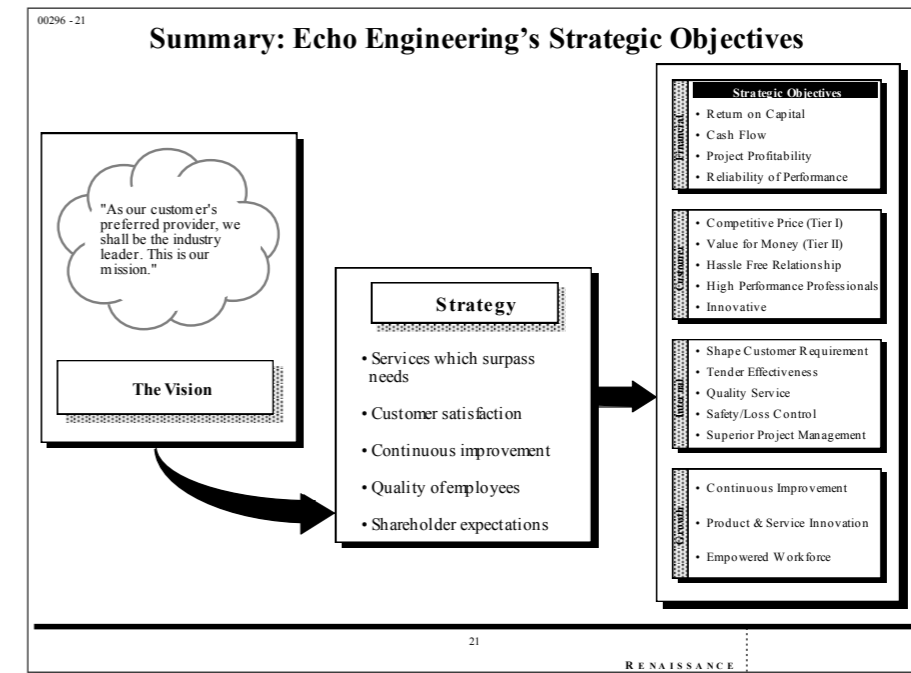 00296 - 21
Summary: Echo Engineering's Strategic Objectives
"As our customer's
preferred provider, we
shall be the industry
leader. This is our
mission."
The Vision
Strategy
• Services which surpass
needs
• Customer satisfaction
• Continuous improvement
• Quality of employees
• Shareholder expectations
Financial
Strategic Objectives
• Return on Capital
• Cash Flow
• Project Profitability
• Reliability of Performance
Customer
• Competitive Price (Tier I)
• Value for Money (Tier II)
• Hassle Free Relationship
• High Performance Professionals
• Innovative
Internal
• Shape Customer Requirement
• Tender Effectiveness
• Quality Service
• Safety/Loss Control
• Superior Project Management
Growth
• Continuous Improvement
• Product & Service Innovation
• Empowered Workforce
21
RENAISSANCE